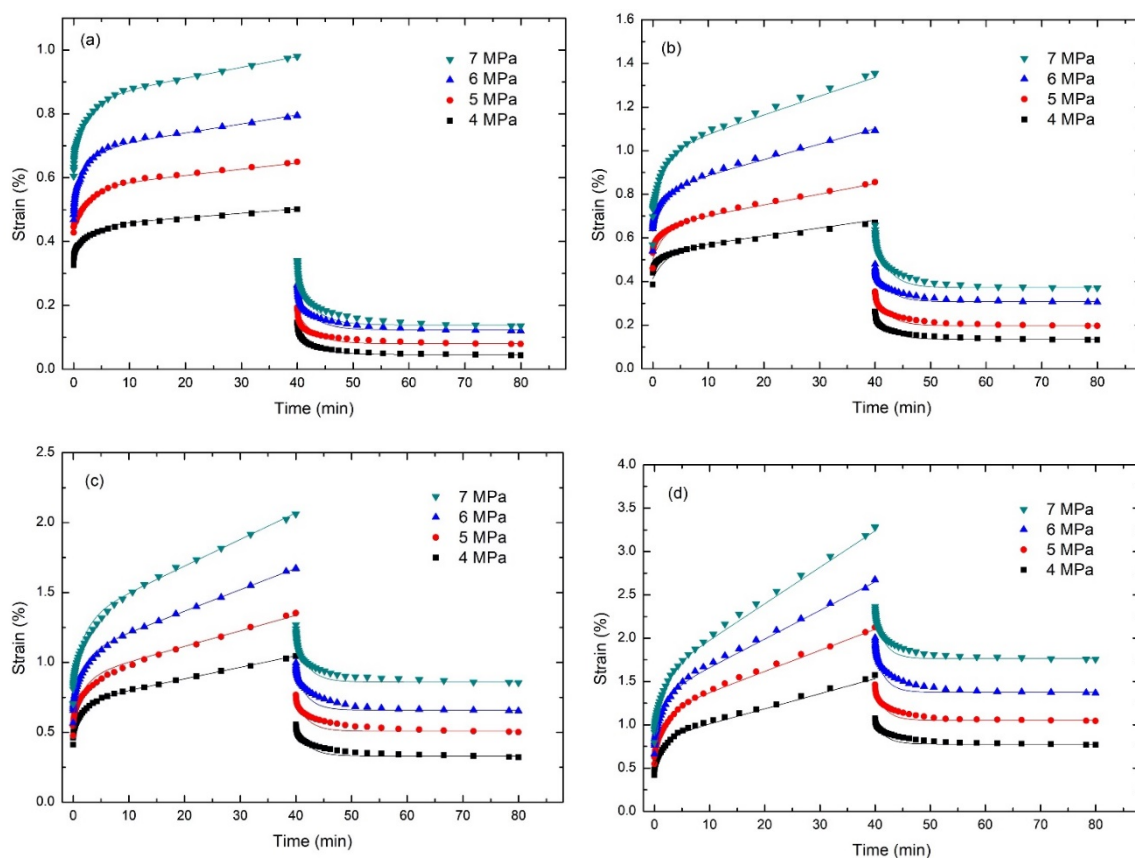 (a)
7 MPa
6 MPa
5 MPa
4 MPa
Strain (%)
1.0
0.8
0.6
0.4
0.2
0.0
0 10 20 30 40 50 60 70 80
Time (min)
(b)
7 MPa
6 MPa
5 MPa
4 MPa
Strain (%)
1.6
1.4
1.2
1.0
0.8
0.6
0.4
0.2
0.0
0 10 20 30 40 50 60 70 80
Time (min)
(c)
7 MPa
6 MPa
5 MPa
4 MPa
Strain (%)
2.5
2.0
1.5
1.0
0.5
0.0
0 10 20 30 40 50 60 70 80
Time (min)
(d)
7 MPa
6 MPa
5 MPa
4 MPa
Strain (%)
4.0
3.5
3.0
2.5
2.0
1.5
1.0
0.5
0.0
0 10 20 30 40 50 60 70 80
Time (min)